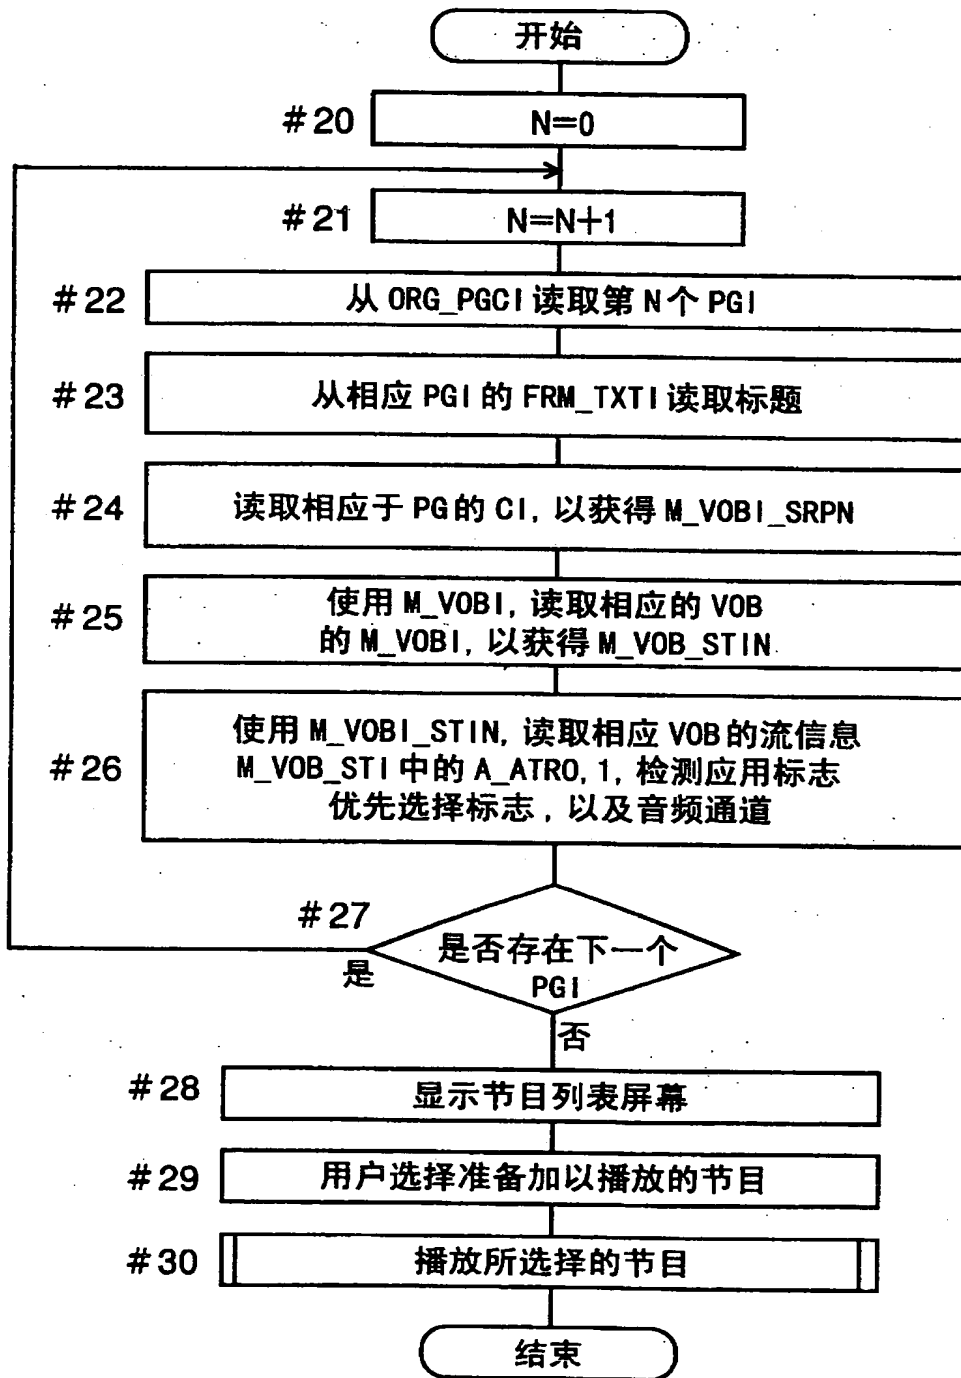 开始
#20
N=0
#21
N=N+1
#22
从 ORG_PGCI 读取第 N 个 PGI
#23
从相应 PGI 的 FRM_TXTI 读取标题
#24
读取相应于 PG 的 CI, 以获得 M_VOBI_SRPN
#25
使用 M_VOBI, 读取相应的 VOB
的 M_VOBI, 以获得 M_VOB_STIN
#26
使用 M_VOBI_STIN, 读取相应 VOB 的流信息
M_VOB_STI 中的 A_ATRO, 1, 检测应用标志
优先选择标志, 以及音频通道
#27
是否存在下一个
PGI
是
否
#28
显示节目列表屏幕
#29
用户选择准备加以播放的节目
#30
播放所选择的节目
结束